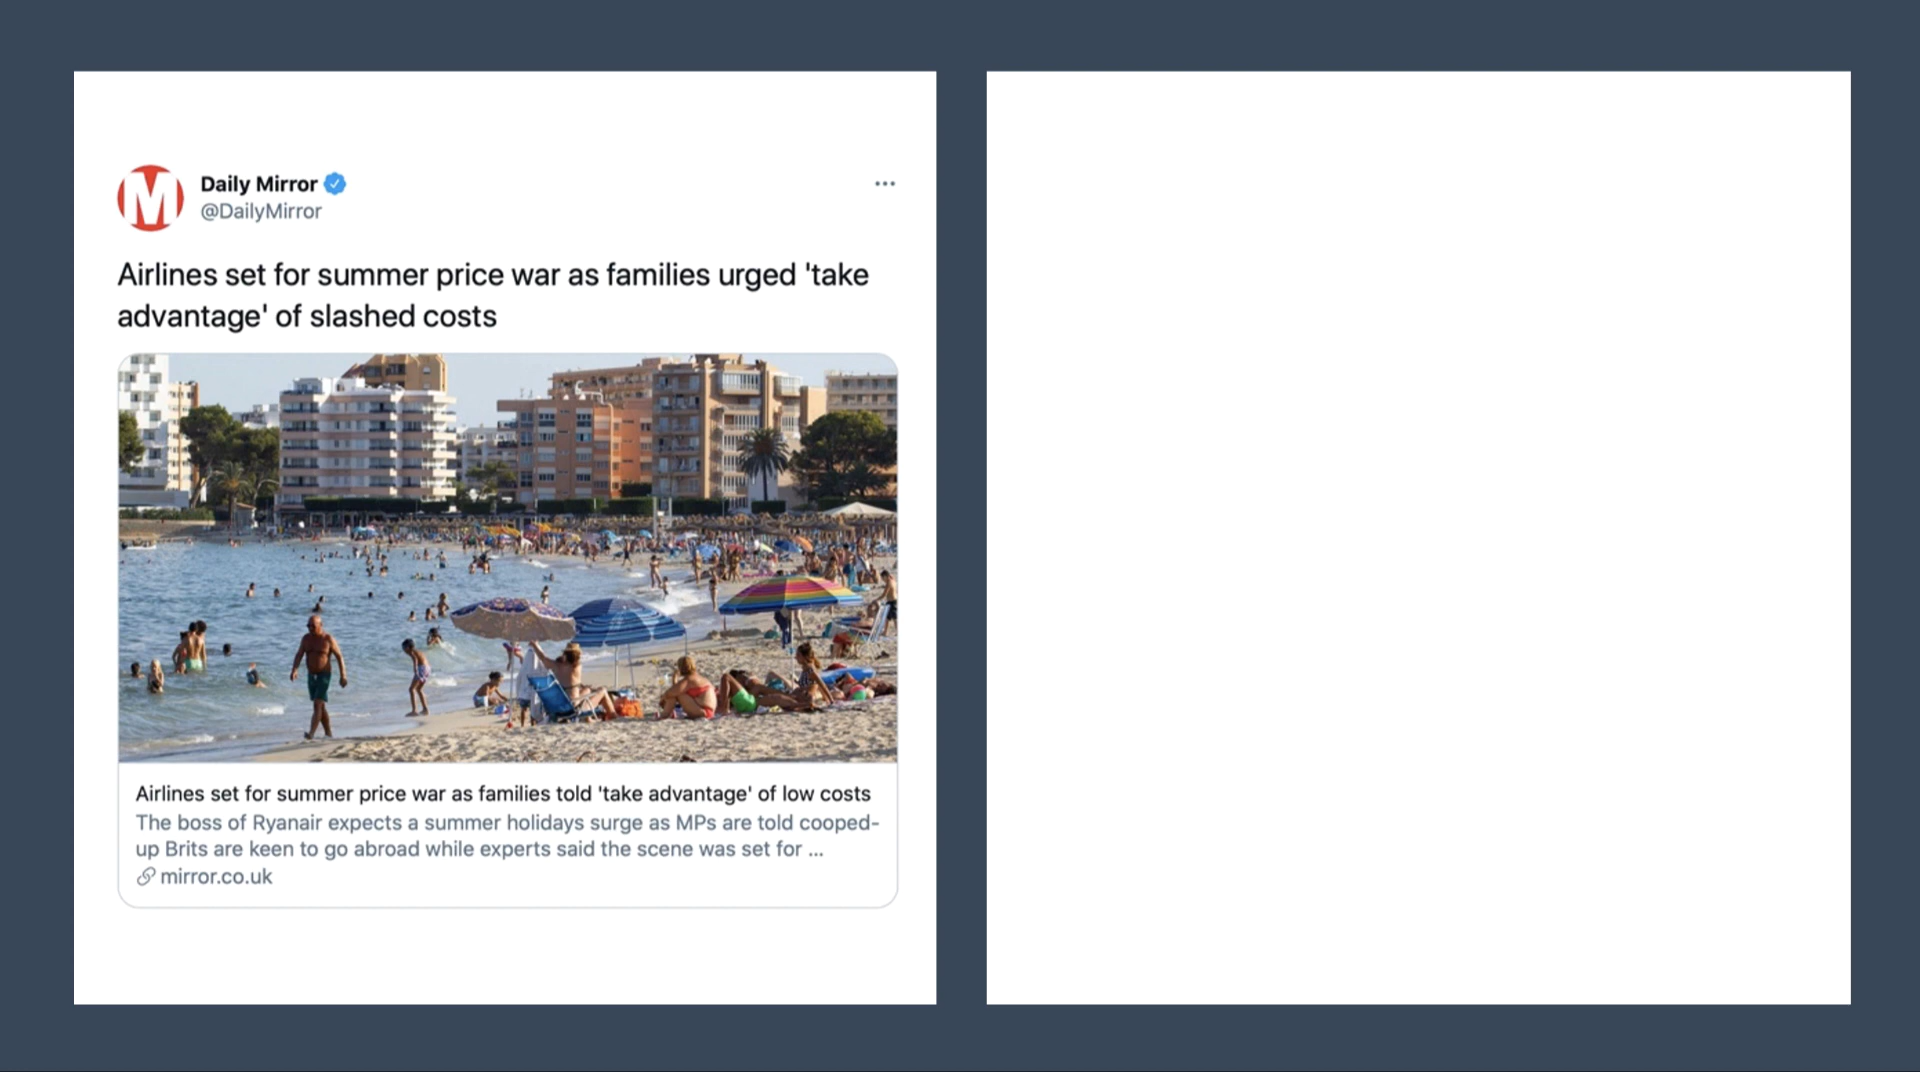 M
Daily Mirror
@DailyMirror
Airlines set for summer price war as families urged 'take
advantage' of slashed costs
Airlines set for summer price war as families told 'take advantage' of low costs
The boss of Ryanair expects a summer holidays surge as MPs are told cooped-
up Brits are keen to go abroad while experts said the scene was set for ...
mirror.co.uk